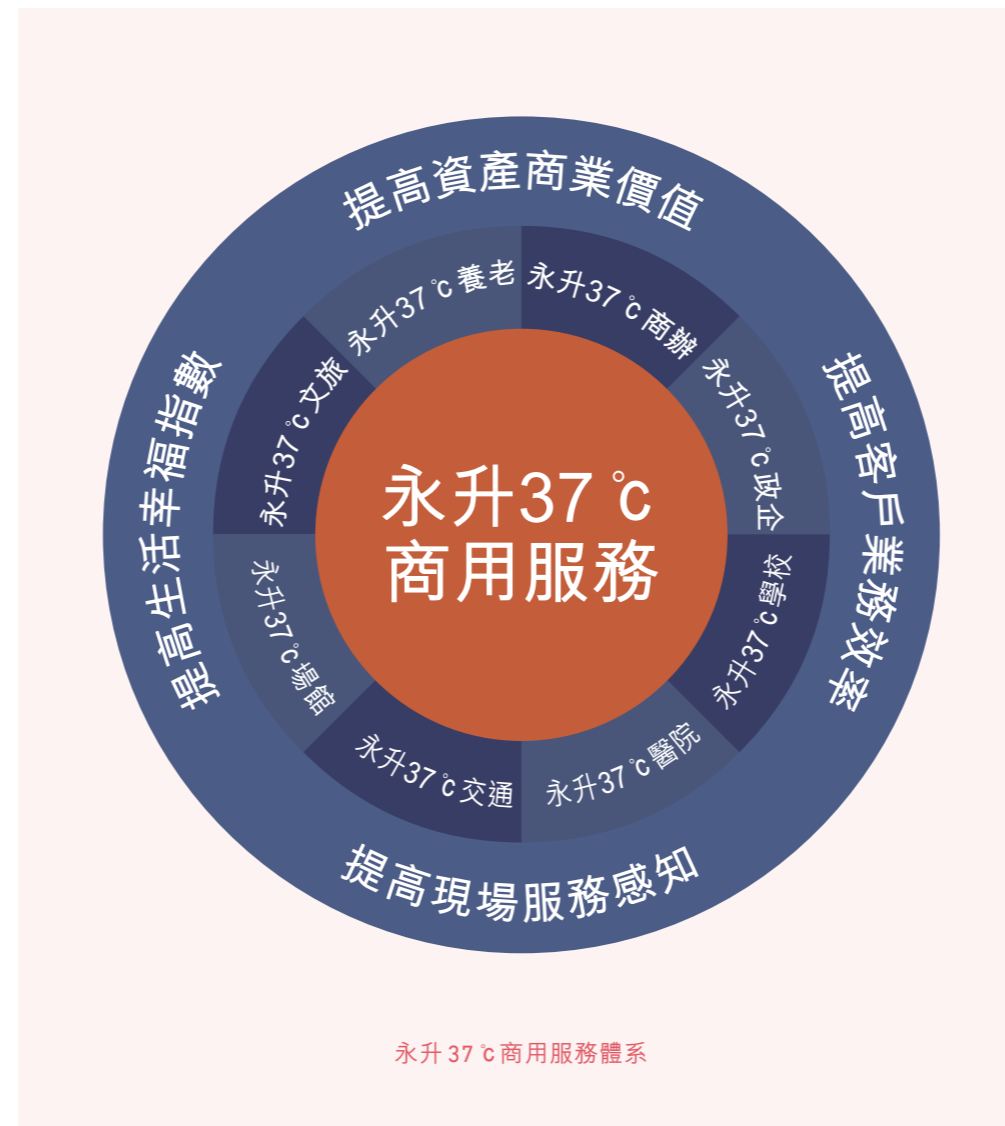 提高資產商業價值
提高客戶業務效率
提高現場服務感知
提高生活幸福指數
永升37℃商辦
永升37℃政企
永升37℃學校
永升37℃醫院
永升37℃交通
永升37℃場館
永升37℃文旅
永升37℃養老
永升37℃
商用服務
永升37℃商用服務體系